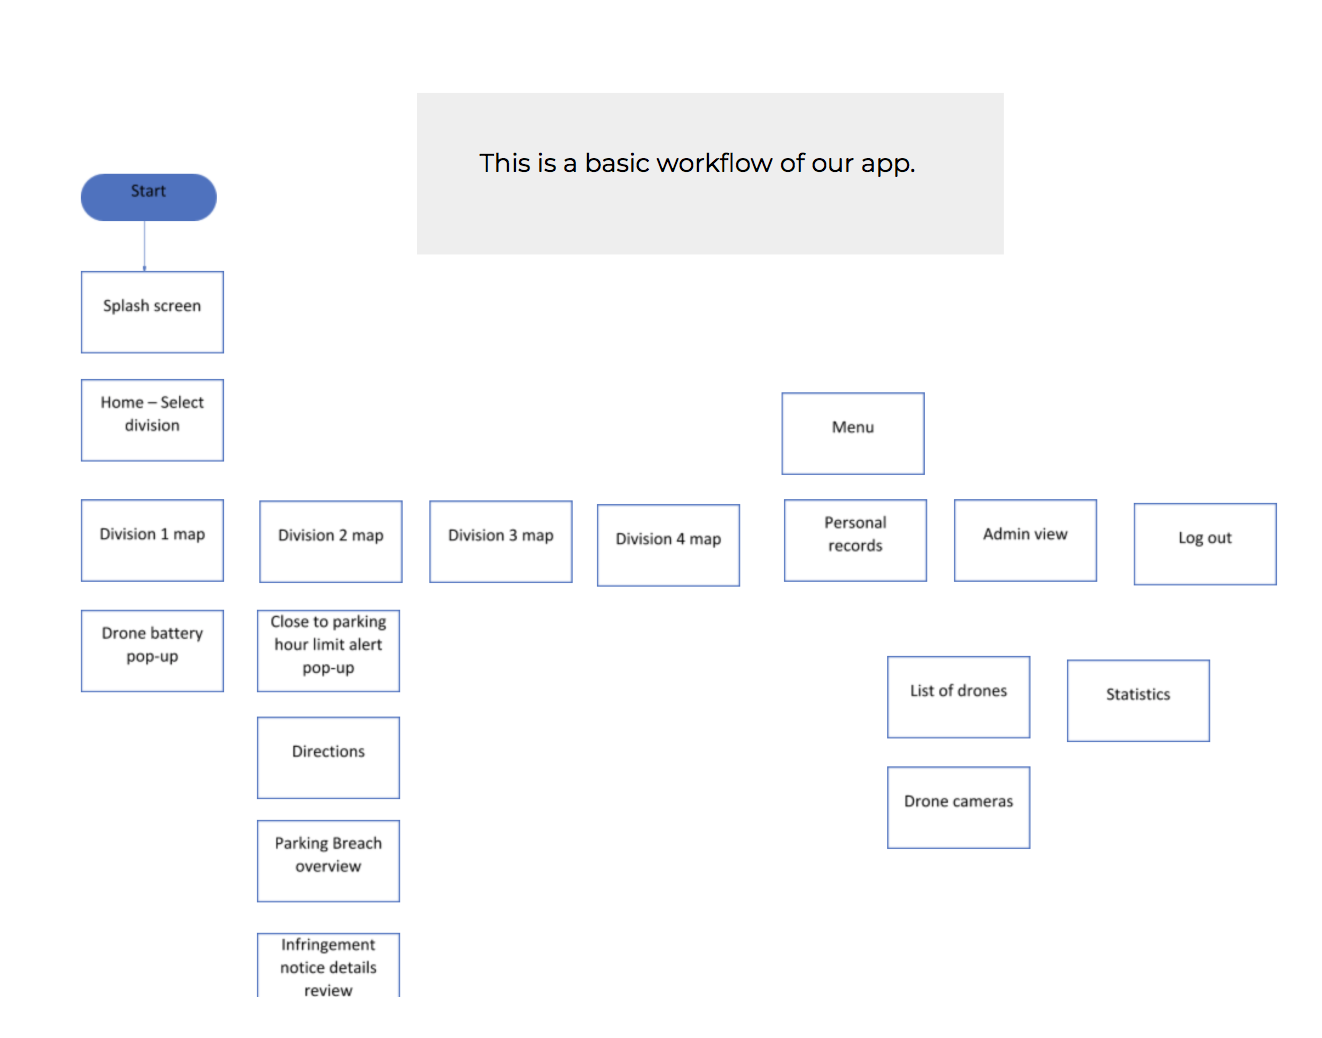 This is a basic workflow of our app.
Start
Splash screen
Home – Select
division
Menu
Division 1 map
Division 2 map
Division 3 map
Division 4 map
Personal
records
Admin view
Log out
Drone battery
pop-up
Close to parking
hour limit alert
pop-up
List of drones
Statistics
Directions
Drone cameras
Parking Breach
overview
Infringement
notice details
review